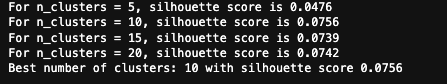 For n_clusters = 5, silhouette score is 0.0476
For n_clusters = 10, silhouette score is 0.0756
For n_clusters = 15, silhouette score is 0.0739
For n_clusters = 20, silhouette score is 0.0742
Best number of clusters: 10 with silhouette score 0.0756